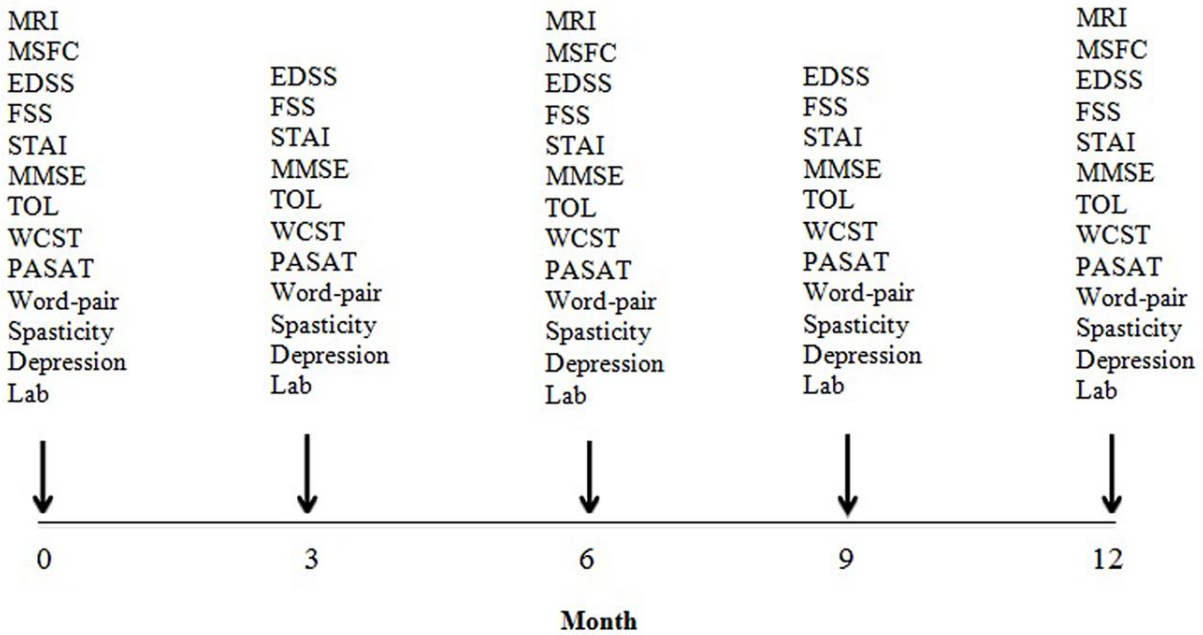 MRI
MSFC
EDSS
FSS
STAI
MMSE
TOL
WCST
PASAT
Word-pair
Spasticity
Depression
Lab
EDSS
FSS
STAI
MMSE
TOL
WCST
PASAT
Word-pair
Spasticity
Depression
Lab
MRI
MSFC
EDSS
FSS
STAI
MMSE
TOL
WCST
PASAT
Word-pair
Spasticity
Depression
Lab
EDSS
FSS
STAI
MMSE
TOL
WCST
PASAT
Word-pair
Spasticity
Depression
Lab
MRI
MSFC
EDSS
FSS
STAI
MMSE
TOL
WCST
PASAT
Word-pair
Spasticity
Depression
Lab
0 3 6 9 12
Month